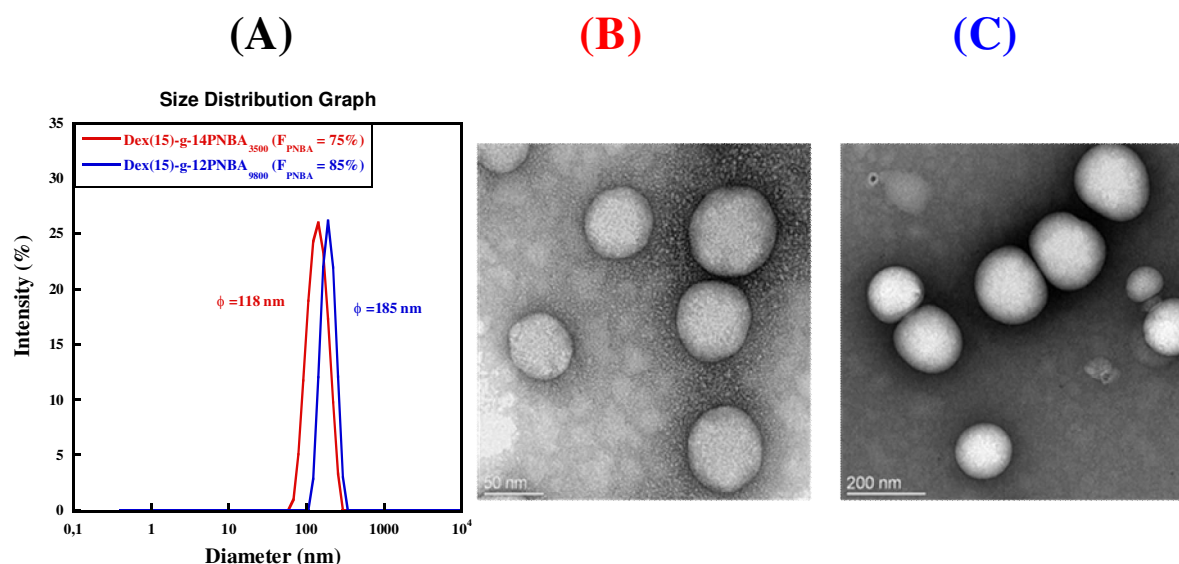 (A)
(B)
(C)
Size Distribution Graph
Dex(15)-g-14PNBA3500 (FPNBA = 75%)
Dex(15)-g-12PNBA9800 (FPNBA = 85%)
35
30
25
20
15
10
5
0
Intensity (%)
ϕ =118 nm
ϕ =185 nm
0,1
1
10
100
1000
10^4
Diameter (nm)
50 nm
200 nm